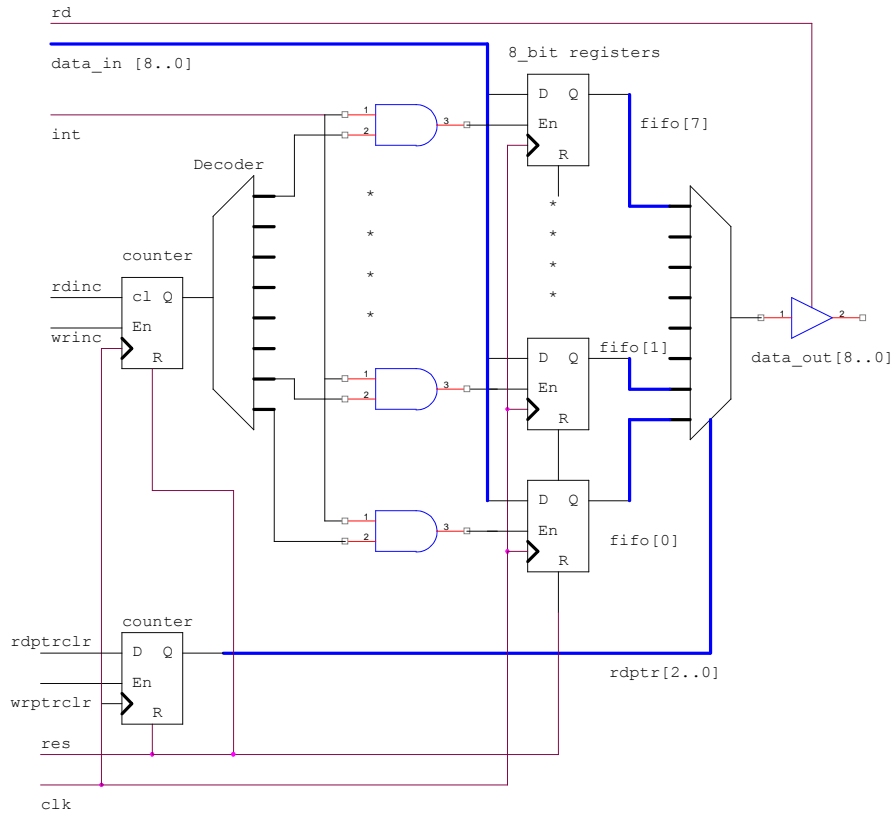 rd
data_in [8..0]
8_bit registers
D Q
En
R
fifo[7]
int
1
2
3
Decoder
*
*
*
*
*
*
*
*
counter
rdinc
cl Q
wrinc
En
R
1
2
3
D Q
En
R
fifo[1]
1
2
data_out[8..0]
1
2
3
D Q
En
R
fifo[0]
counter
rdptrclr
D Q
En
wrptrclr
R
rdptr[2..0]
res
clk